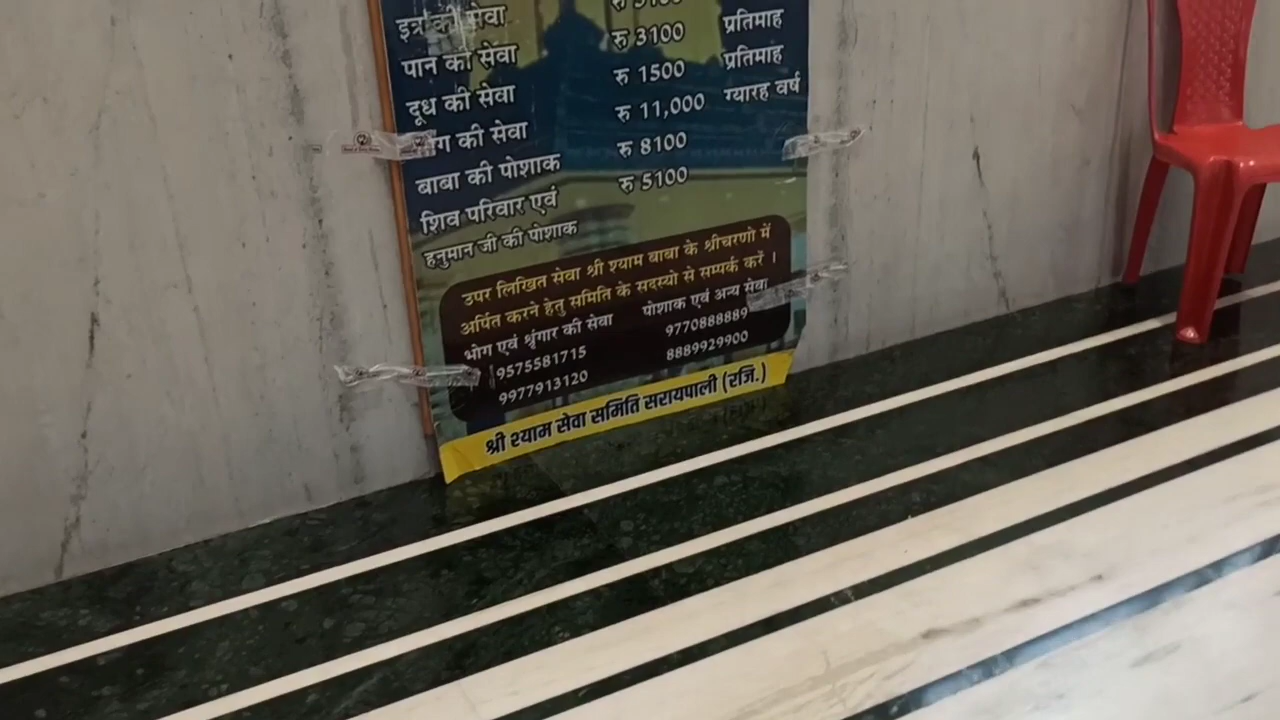 इत्र की सेवा
पान की सेवा रु 3100 प्रतिमाह
दूध की सेवा रु 1500 प्रतिमाह
की सेवा रु 11,000 ग्यारह वर्ष
बाबा की पोशाक रु 8100
शिव परिवार एवं रु 5100
हनुमान जी की पोशाक
उपर लिखित सेवा श्री श्याम बाबा के श्रीचरणो में
अर्पित करने हेतु समिति के सदस्यो से सम्पर्क करें ।
भोग एवं श्रृंगार की सेवा पोशाक एवं अन्य सेवा
9575581715 9770888889
9977913120 8889929900
श्री श्याम सेवा समिति सरायपाली (रजि.)